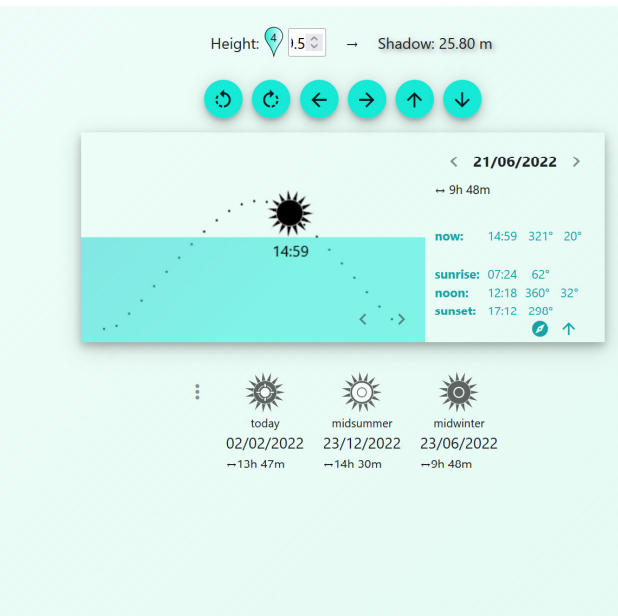 Height: 4 .5 → Shadow: 25.80 m
21/06/2022
↔ 9h 48m
now: 14:59 321° 20°
14:59
sunrise: 07:24 62°
noon: 12:18 360° 32°
sunset: 17:12 298°
today midsummer midwinter
02/02/2022 23/12/2022 23/06/2022
↔13h 47m ↔14h 30m ↔9h 48m